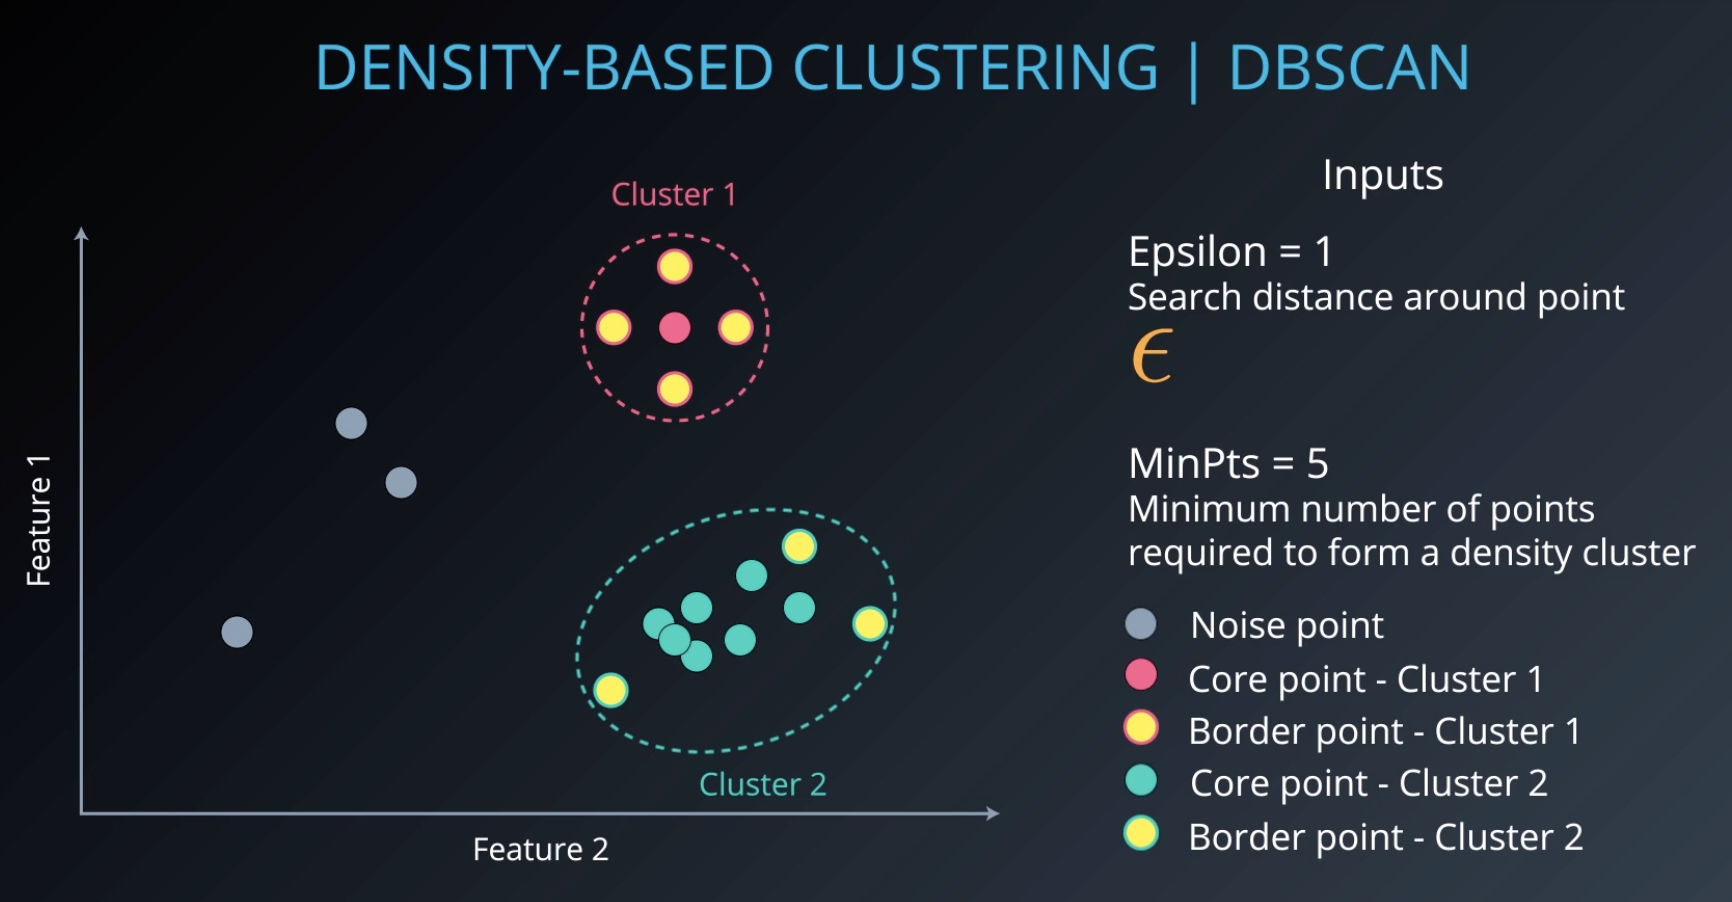 DENSITY-BASED CLUSTERING | DBSCAN
Inputs
Cluster 1
Epsilon = 1
Search distance around point
ϵ
MinPts = 5
Minimum number of points
required to form a density cluster
Feature 1
Noise point
Core point - Cluster 1
Border point - Cluster 1
Core point - Cluster 2
Border point - Cluster 2
Cluster 2
Feature 2